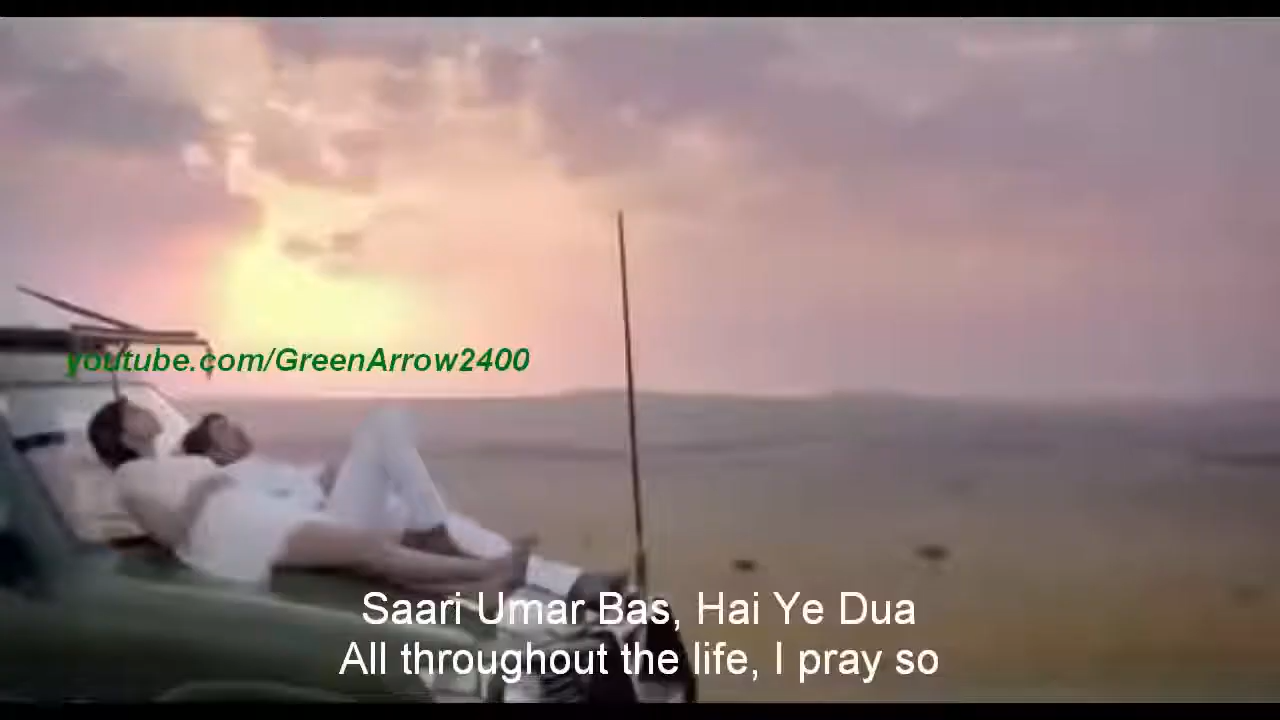 youtube.com/GreenArrow2400
Saari Umar Bas, Hai Ye Dua
All throughout the life, I pray so